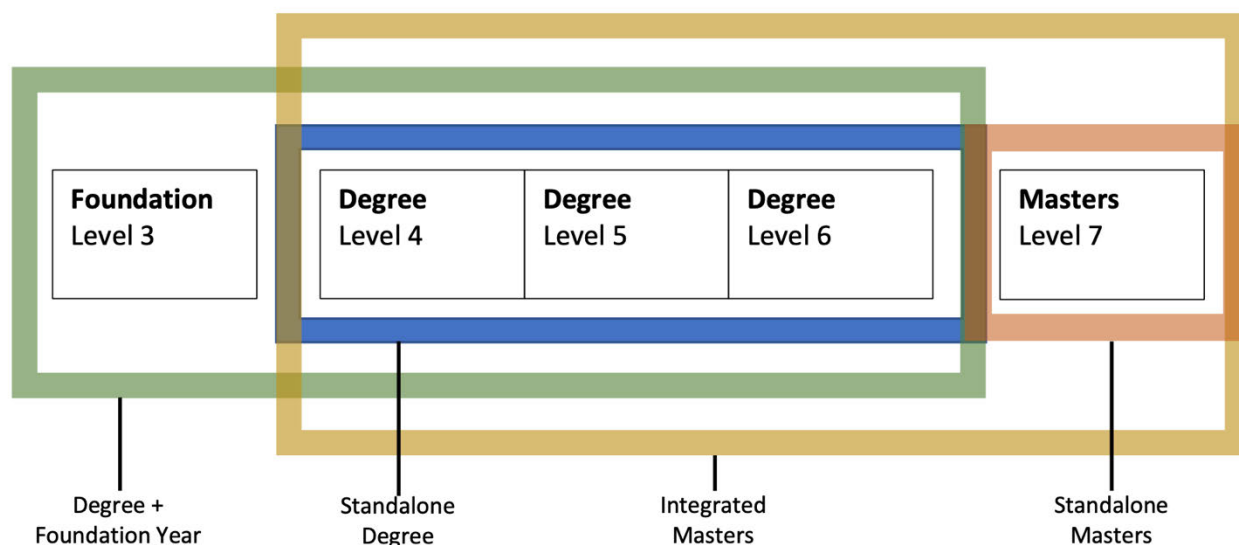 Foundation
Level 3
Degree
Level 4
Degree
Level 5
Degree
Level 6
Masters
Level 7
Degree +
Foundation Year
Standalone
Degree
Integrated
Masters
Standalone
Masters